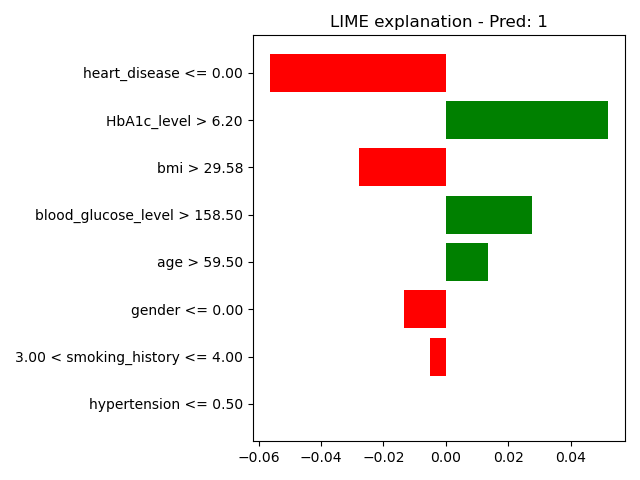 LIME explanation - Pred: 1
heart_disease <= 0.00
HbA1c_level > 6.20
bmi > 29.58
blood_glucose_level > 158.50
age > 59.50
gender <= 0.00
3.00 < smoking_history <= 4.00
hypertension <= 0.50
−0.06 −0.04 −0.02 0.00 0.02 0.04